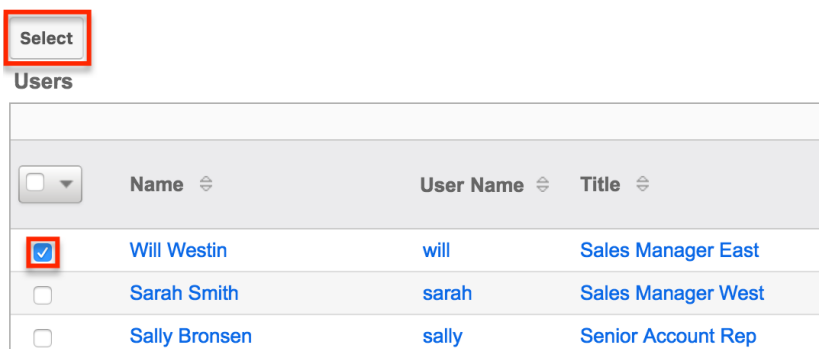 Select
Users
Name User Name Title
Will Westin will Sales Manager East
Sarah Smith sarah Sales Manager West
Sally Bronsen sally Senior Account Rep